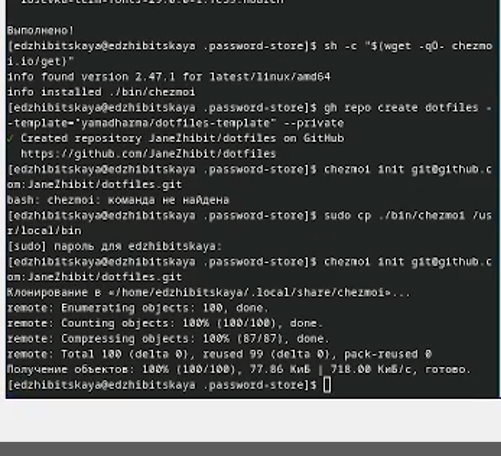 Выполнено!
[edzhibitskaya@edzhibitskaya .password-store]$ sh -c "$(wget -qO- chezmo
i.io/get)"
info found version 2.47.1 for latest/linux/amd64
info installed ./bin/chezmoi
[edzhibitskaya@edzhibitskaya .password-store]$ gh repo create dotfiles -
-template="yamadharma/dotfiles-template" --private
✓ Created repository JaneZhibit/dotfiles on GitHub
https://github.com/JaneZhibit/dotfiles
[edzhibitskaya@edzhibitskaya .password-store]$ chezmoi init git@github.c
om:JaneZhibit/dotfiles.git
bash: chezmoi: команда не найдена
[edzhibitskaya@edzhibitskaya .password-store]$ sudo cp ./bin/chezmoi /us
r/local/bin
[sudo] пароль для edzhibitskaya:
[edzhibitskaya@edzhibitskaya .password-store]$ chezmoi init git@github.c
om:JaneZhibit/dotfiles.git
Клонирование в «/home/edzhibitskaya/.local/share/chezmoi»...
remote: Enumerating objects: 100, done.
remote: Counting objects: 100% (100/100), done.
remote: Compressing objects: 100% (87/87), done.
remote: Total 100 (delta 0), reused 99 (delta 0), pack-reused 0
Получение объектов: 100% (100/100), 77.86 КиБ | 718.00 КиБ/с, готово.
[edzhibitskaya@edzhibitskaya .password-store]$